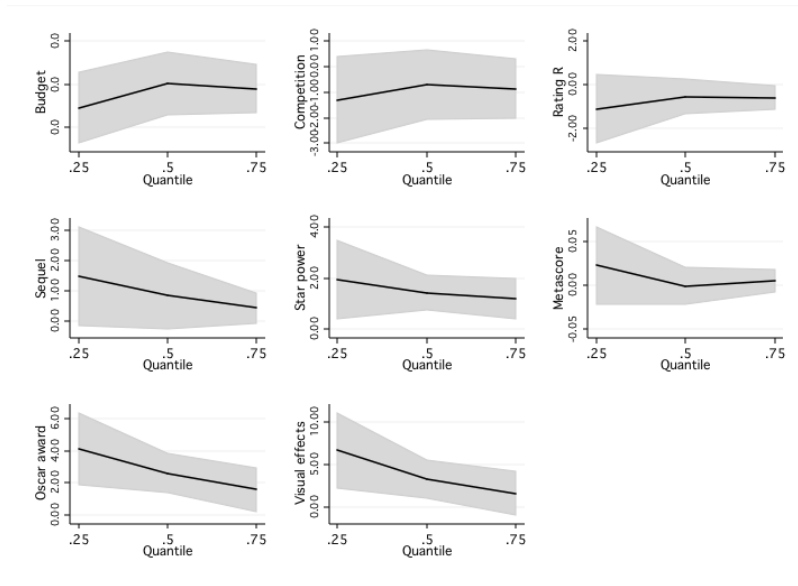 Budget
0.0
0.0
0.0
.25 .5 .75
Quantile
Competition
1.00
0.00
-1.00
-2.00
-3.00
.25 .5 .75
Quantile
Rating R
2.00
0.00
-2.00
.25 .5 .75
Quantile
Sequel
3.00
2.00
1.00
0.00
.25 .5 .75
Quantile
Star power
4.00
2.00
0.00
.25 .5 .75
Quantile
Metascore
0.05
0.00
-0.05
.25 .5 .75
Quantile
Oscar award
6.00
4.00
2.00
0.00
.25 .5 .75
Quantile
Visual effects
10.00
5.00
0.00
.25 .5 .75
Quantile